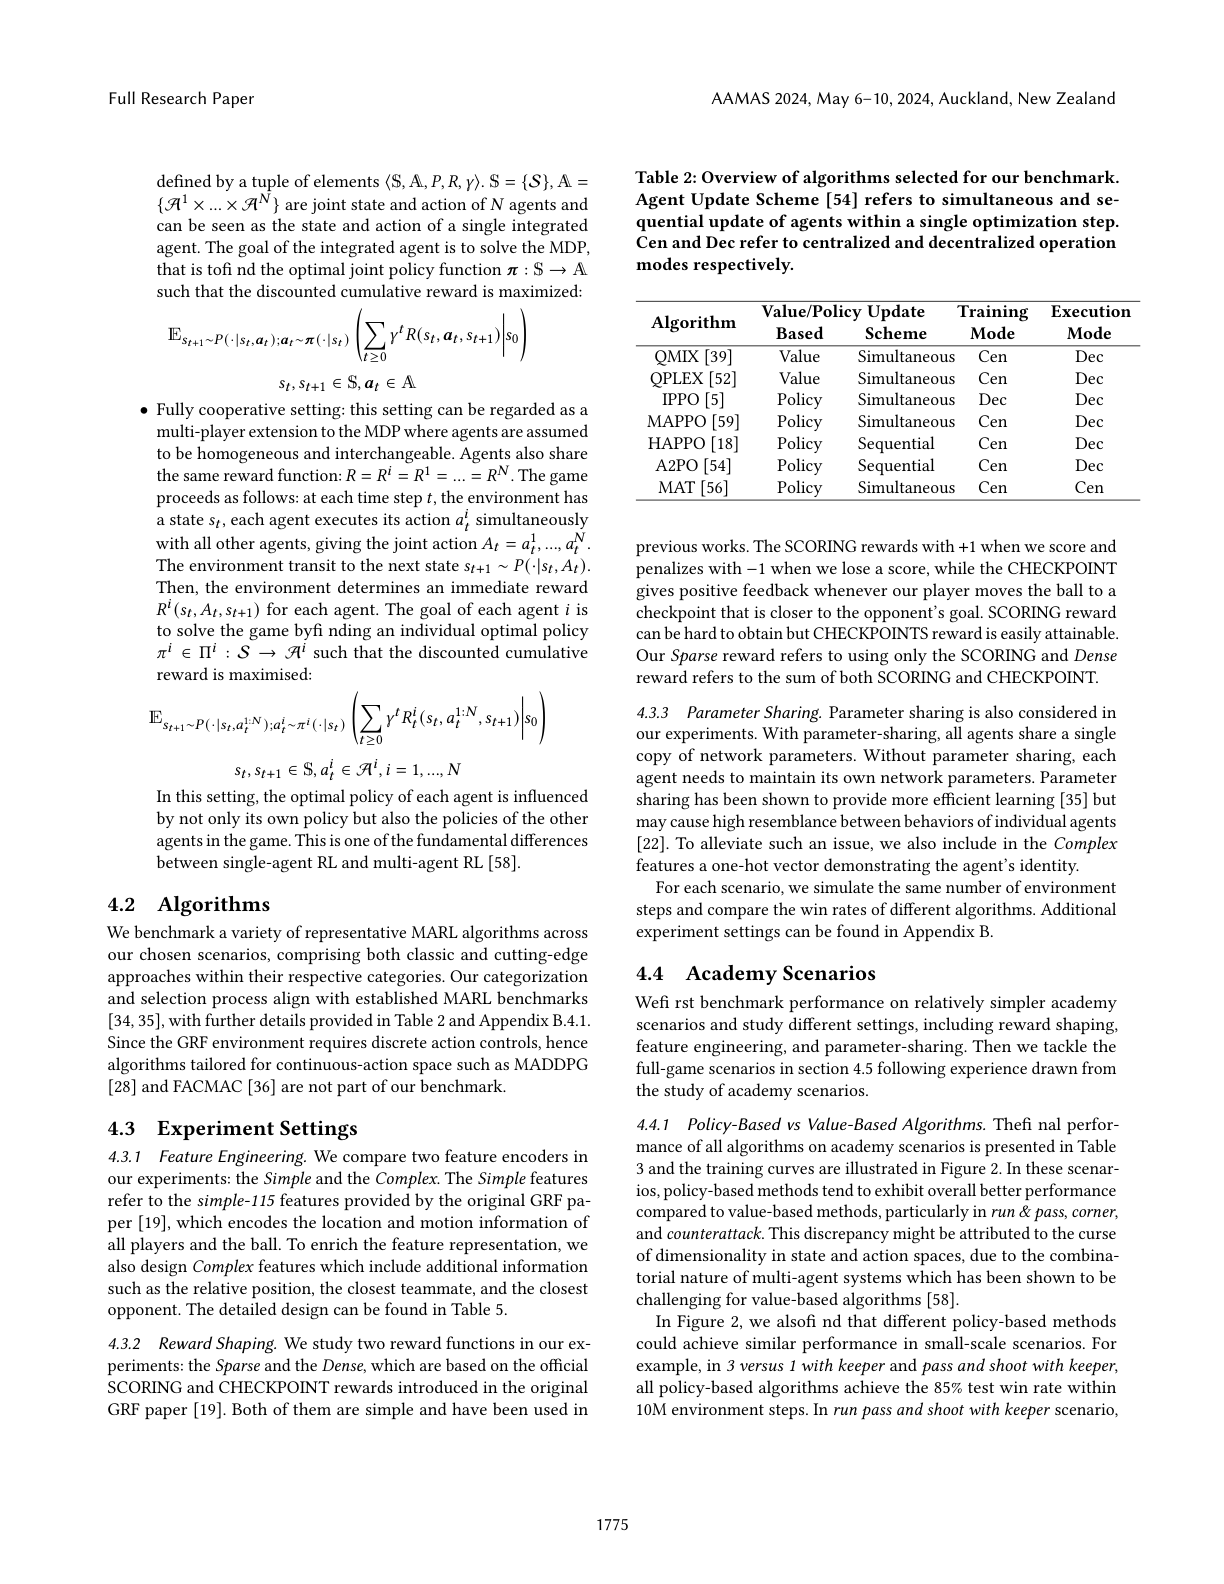 Full Research Paper
AAMAS 2024, May 6–10, 2024, Auckland, New Zealand
defined by a tuple of elements ⟨𝕊, 𝔸, P, R, γ⟩. 𝕊 = {𝒮}, 𝔸 =
{𝒜¹ × ... × 𝒜ᴺ} are joint state and action of N agents and
can be seen as the state and action of a single integrated
agent. The goal of the integrated agent is to solve the MDP,
that is tofi nd the optimal joint policy function π : 𝕊 → 𝔸
such that the discounted cumulative reward is maximized:
𝔼_{s_{t+1}∼P(·|s_t,a_t);a_t∼π(·|s_t)} (∑_{t≥0} γ^t R(s_t, a_t, s_{t+1}) | s_0)
s_t, s_{t+1} ∈ 𝕊, a_t ∈ 𝔸
• Fully cooperative setting: this setting can be regarded as a
multi-player extension to the MDP where agents are assumed
to be homogeneous and interchangeable. Agents also share
the same reward function: R = R^i = R^1 = ... = R^N. The game
proceeds as follows: at each time step t, the environment has
a state s_t, each agent executes its action a_t^i simultaneously
with all other agents, giving the joint action A_t = a_t^1, ..., a_t^N.
The environment transit to the next state s_{t+1} ∼ P(·|s_t, A_t).
Then, the environment determines an immediate reward
R^i(s_t, A_t, s_{t+1}) for each agent. The goal of each agent i is
to solve the game byfi nding an individual optimal policy
π^i ∈ Π^i : 𝒮 → 𝒜^i such that the discounted cumulative
reward is maximised:
𝔼_{s_{t+1}∼P(·|s_t,a_t^{1:N});a_t^i∼π^i(·|s_t)} (∑_{t≥0} γ^t R_t^i(s_t, a_t^{1:N}, s_{t+1}) | s_0)
s_t, s_{t+1} ∈ 𝕊, a_t^i ∈ 𝒜^i, i = 1, ..., N
In this setting, the optimal policy of each agent is influenced
by not only its own policy but also the policies of the other
agents in the game. This is one of the fundamental differences
between single-agent RL and multi-agent RL [58].
4.2 Algorithms
We benchmark a variety of representative MARL algorithms across
our chosen scenarios, comprising both classic and cutting-edge
approaches within their respective categories. Our categorization
and selection process align with established MARL benchmarks
[34, 35], with further details provided in Table 2 and Appendix B.4.1.
Since the GRF environment requires discrete action controls, hence
algorithms tailored for continuous-action space such as MADDPG
[28] and FACMAC [36] are not part of our benchmark.
4.3 Experiment Settings
4.3.1 Feature Engineering. We compare two feature encoders in
our experiments: the Simple and the Complex. The Simple features
refer to the simple-115 features provided by the original GRF pa-
per [19], which encodes the location and motion information of
all players and the ball. To enrich the feature representation, we
also design Complex features which include additional information
such as the relative position, the closest teammate, and the closest
opponent. The detailed design can be found in Table 5.
4.3.2 Reward Shaping. We study two reward functions in our ex-
periments: the Sparse and the Dense, which are based on the official
SCORING and CHECKPOINT rewards introduced in the original
GRF paper [19]. Both of them are simple and have been used in
Table 2: Overview of algorithms selected for our benchmark.
Agent Update Scheme [54] refers to simultaneous and se-
quential update of agents within a single optimization step.
Cen and Dec refer to centralized and decentralized operation
modes respectively.
Algorithm Value/Policy Based Update Scheme Training Mode Execution Mode
QMIX [39] Value Simultaneous Cen Dec
QPLEX [52] Value Simultaneous Cen Dec
IPPO [5] Policy Simultaneous Dec Dec
MAPPO [59] Policy Simultaneous Cen Dec
HAPPO [18] Policy Sequential Cen Dec
A2PO [54] Policy Sequential Cen Dec
MAT [56] Policy Simultaneous Cen Cen
previous works. The SCORING rewards with +1 when we score and
penalizes with −1 when we lose a score, while the CHECKPOINT
gives positive feedback whenever our player moves the ball to a
checkpoint that is closer to the opponent's goal. SCORING reward
can be hard to obtain but CHECKPOINTS reward is easily attainable.
Our Sparse reward refers to using only the SCORING and Dense
reward refers to the sum of both SCORING and CHECKPOINT.
4.3.3 Parameter Sharing. Parameter sharing is also considered in
our experiments. With parameter-sharing, all agents share a single
copy of network parameters. Without parameter sharing, each
agent needs to maintain its own network parameters. Parameter
sharing has been shown to provide more efficient learning [35] but
may cause high resemblance between behaviors of individual agents
[22]. To alleviate such an issue, we also include in the Complex
features a one-hot vector demonstrating the agent's identity.
For each scenario, we simulate the same number of environment
steps and compare the win rates of different algorithms. Additional
experiment settings can be found in Appendix B.
4.4 Academy Scenarios
Wefi rst benchmark performance on relatively simpler academy
scenarios and study different settings, including reward shaping,
feature engineering, and parameter-sharing. Then we tackle the
full-game scenarios in section 4.5 following experience drawn from
the study of academy scenarios.
4.4.1 Policy-Based vs Value-Based Algorithms. Thefi nal perfor-
mance of all algorithms on academy scenarios is presented in Table
3 and the training curves are illustrated in Figure 2. In these scenar-
ios, policy-based methods tend to exhibit overall better performance
compared to value-based methods, particularly in run & pass, corner,
and counterattack. This discrepancy might be attributed to the curse
of dimensionality in state and action spaces, due to the combina-
torial nature of multi-agent systems which has been shown to be
challenging for value-based algorithms [58].
In Figure 2, we alsofi nd that different policy-based methods
could achieve similar performance in small-scale scenarios. For
example, in 3 versus 1 with keeper and pass and shoot with keeper,
all policy-based algorithms achieve the 85% test win rate within
10M environment steps. In run pass and shoot with keeper scenario,
1775